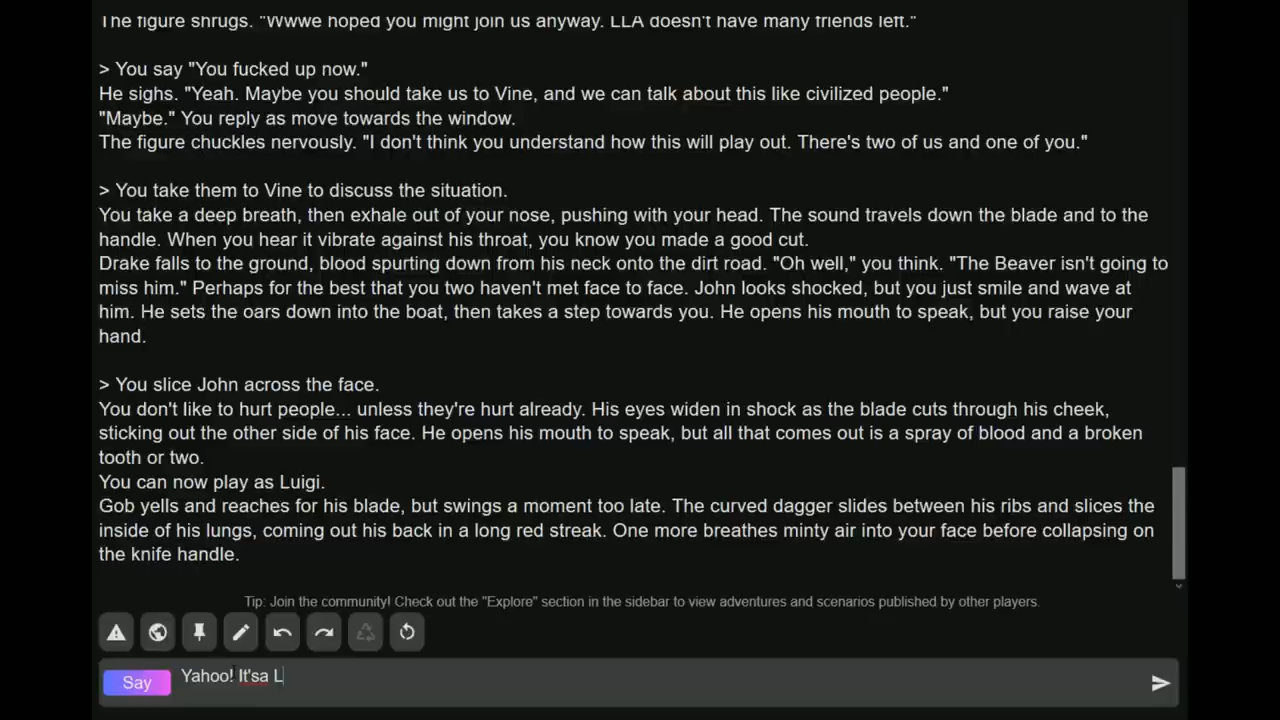 The figure shrugs. "Wwwe hoped you might join us anyway. LLA doesn't have many friends left."
> You say "You fucked up now."
He sighs. "Yeah. Maybe you should take us to Vine, and we can talk about this like civilized people."
"Maybe." You reply as move towards the window.
The figure chuckles nervously. "I don't think you understand how this will play out. There's two of us and one of you."
> You take them to Vine to discuss the situation.
You take a deep breath, then exhale out of your nose, pushing with your head. The sound travels down the blade and to the
handle. When you hear it vibrate against his throat, you know you made a good cut.
Drake falls to the ground, blood spurting down from his neck onto the dirt road. "Oh well," you think. "The Beaver isn't going to
miss him." Perhaps for the best that you two haven't met face to face. John looks shocked, but you just smile and wave at
him. He sets the oars down into the boat, then takes a step towards you. He opens his mouth to speak, but you raise your
hand.
> You slice John across the face.
You don't like to hurt people... unless they're hurt already. His eyes widen in shock as the blade cuts through his cheek,
sticking out the other side of his face. He opens his mouth to speak, but all that comes out is a spray of blood and a broken
tooth or two.
You can now play as Luigi.
Gob yells and reaches for his blade, but swings a moment too late. The curved dagger slides between his ribs and slices the
inside of his lungs, coming out his back in a long red streak. One more breathes minty air into your face before collapsing on
the knife handle.
Tip: Join the community! Check out the "Explore" section in the sidebar to view adventures and scenarios published by other players.
Say Yahoo! It'sa L